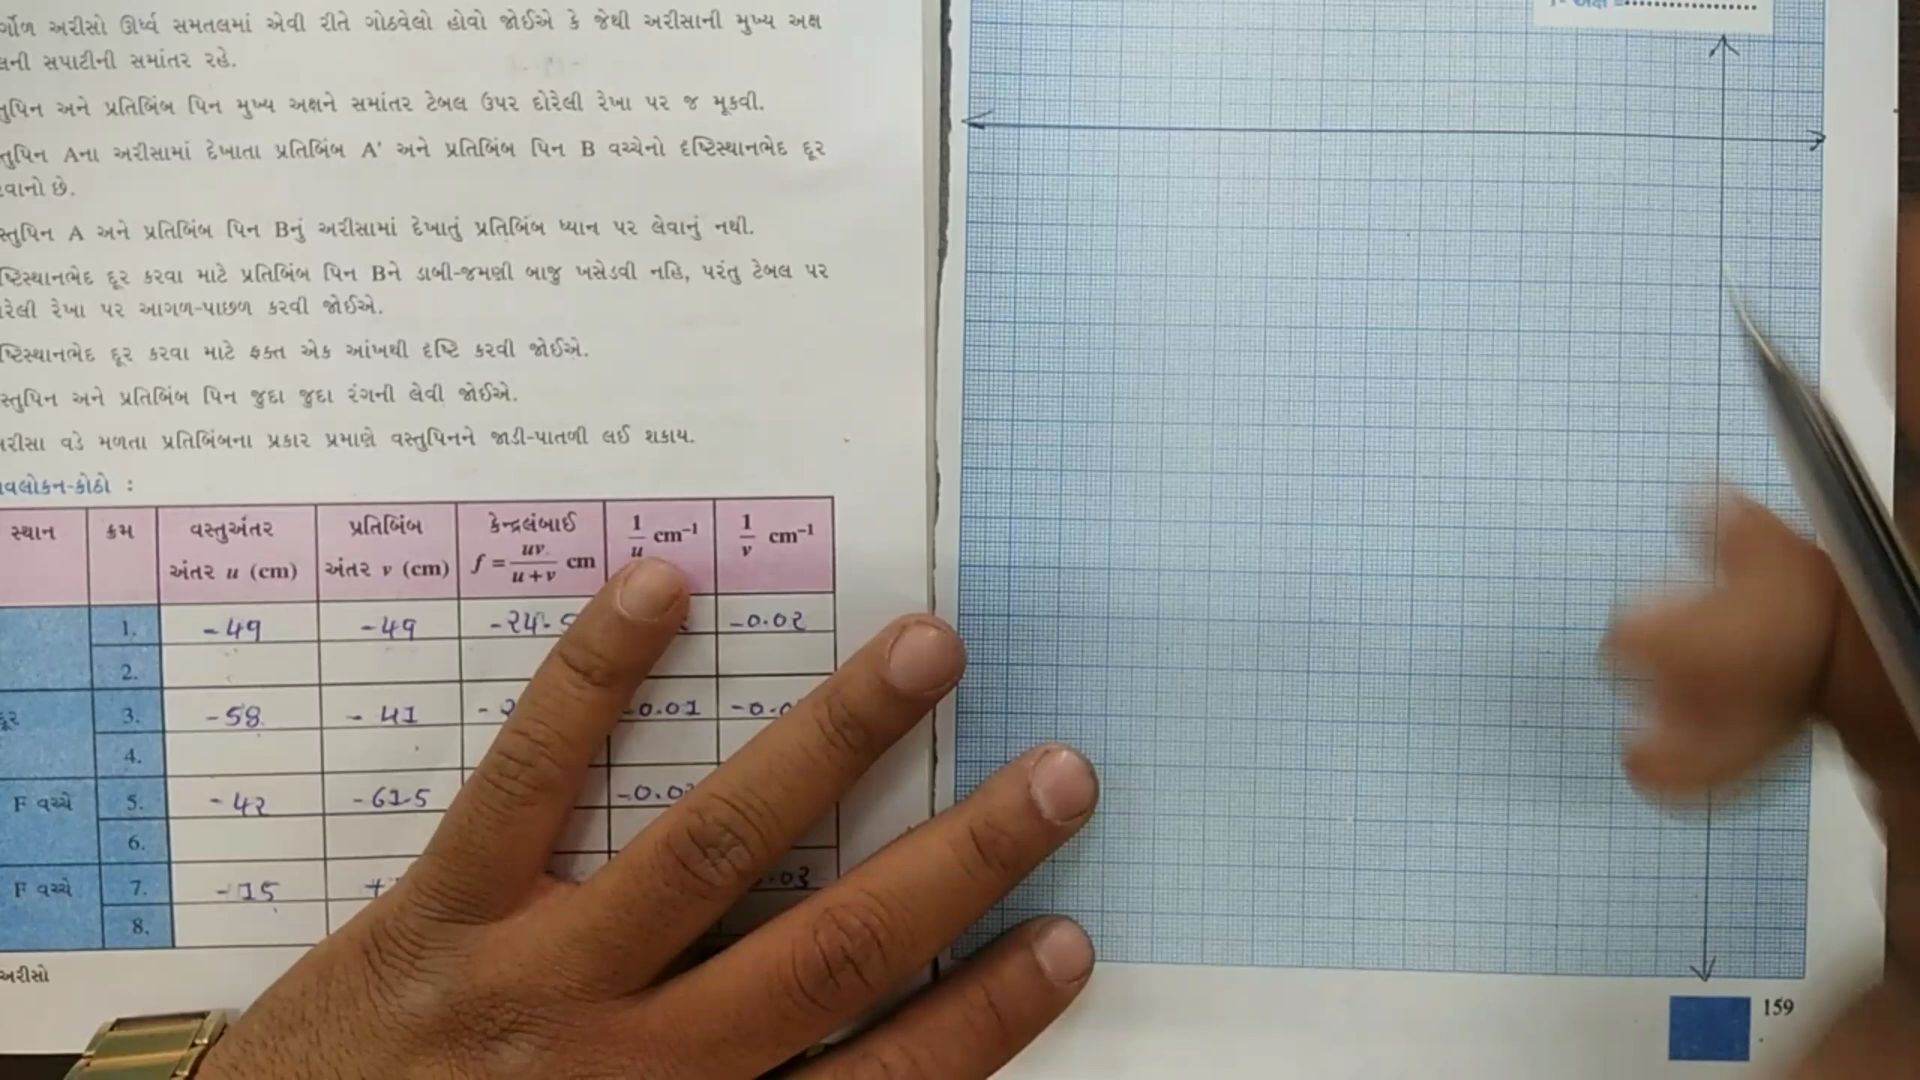 અરીસો ઊર્ધ્વ સમતલમાં એવી રીતે ગોઠવેલો હોવો જોઈએ કે જેથી અરીસાની મુખ્ય અક્ષ
સપાટીની સમાંતર રહે.
અને પ્રતિબિંબ પિન મુખ્ય અક્ષને સમાંતર ટેબલ ઉપર દોરેલી રેખા પર જ મૂકવી.
Aના અરીસામાં દેખાતા પ્રતિબિંબ A' અને પ્રતિબિંબ પિન B વચ્ચેનો દૃષ્ટિસ્થાનભેદ દૂર
છે.
A અને પ્રતિબિંબ પિન Bનું અરીસામાં દેખાતું પ્રતિબિંબ ધ્યાન પર લેવાનું નથી.
દૂર કરવા માટે પ્રતિબિંબ પિન Bને ડાબી-જમણી બાજુ ખસેડવી નહિ, પરંતુ ટેબલ પર
રેખા પર આગળ-પાછળ કરવી જોઈએ.
દૂર કરવા માટે ફક્ત એક આંખથી દૃષ્ટિ કરવી જોઈએ.
અને પ્રતિબિંબ પિન જુદા જુદા રંગની લેવી જોઈએ.
વડે મળતા પ્રતિબિંબના પ્રકાર પ્રમાણે વસ્તુપિનને જાડી-પાતળી લઈ શકાય.
વલોકન-કોઠો :
સ્થાન ક્રમ વસ્તુઅંતર અંતર u (cm) પ્રતિબિંબ અંતર v (cm) કેન્દ્રલંબાઈ f = uv/u+v cm 1/u cm⁻¹ 1/v cm⁻¹
1. -49 -49 -0.02
2.
દૂર 3. -58 -41 -0.01
4.
F વચ્ચે 5. -42 -61.5
6.
F વચ્ચે 7. -15
8.
અરીસો
159